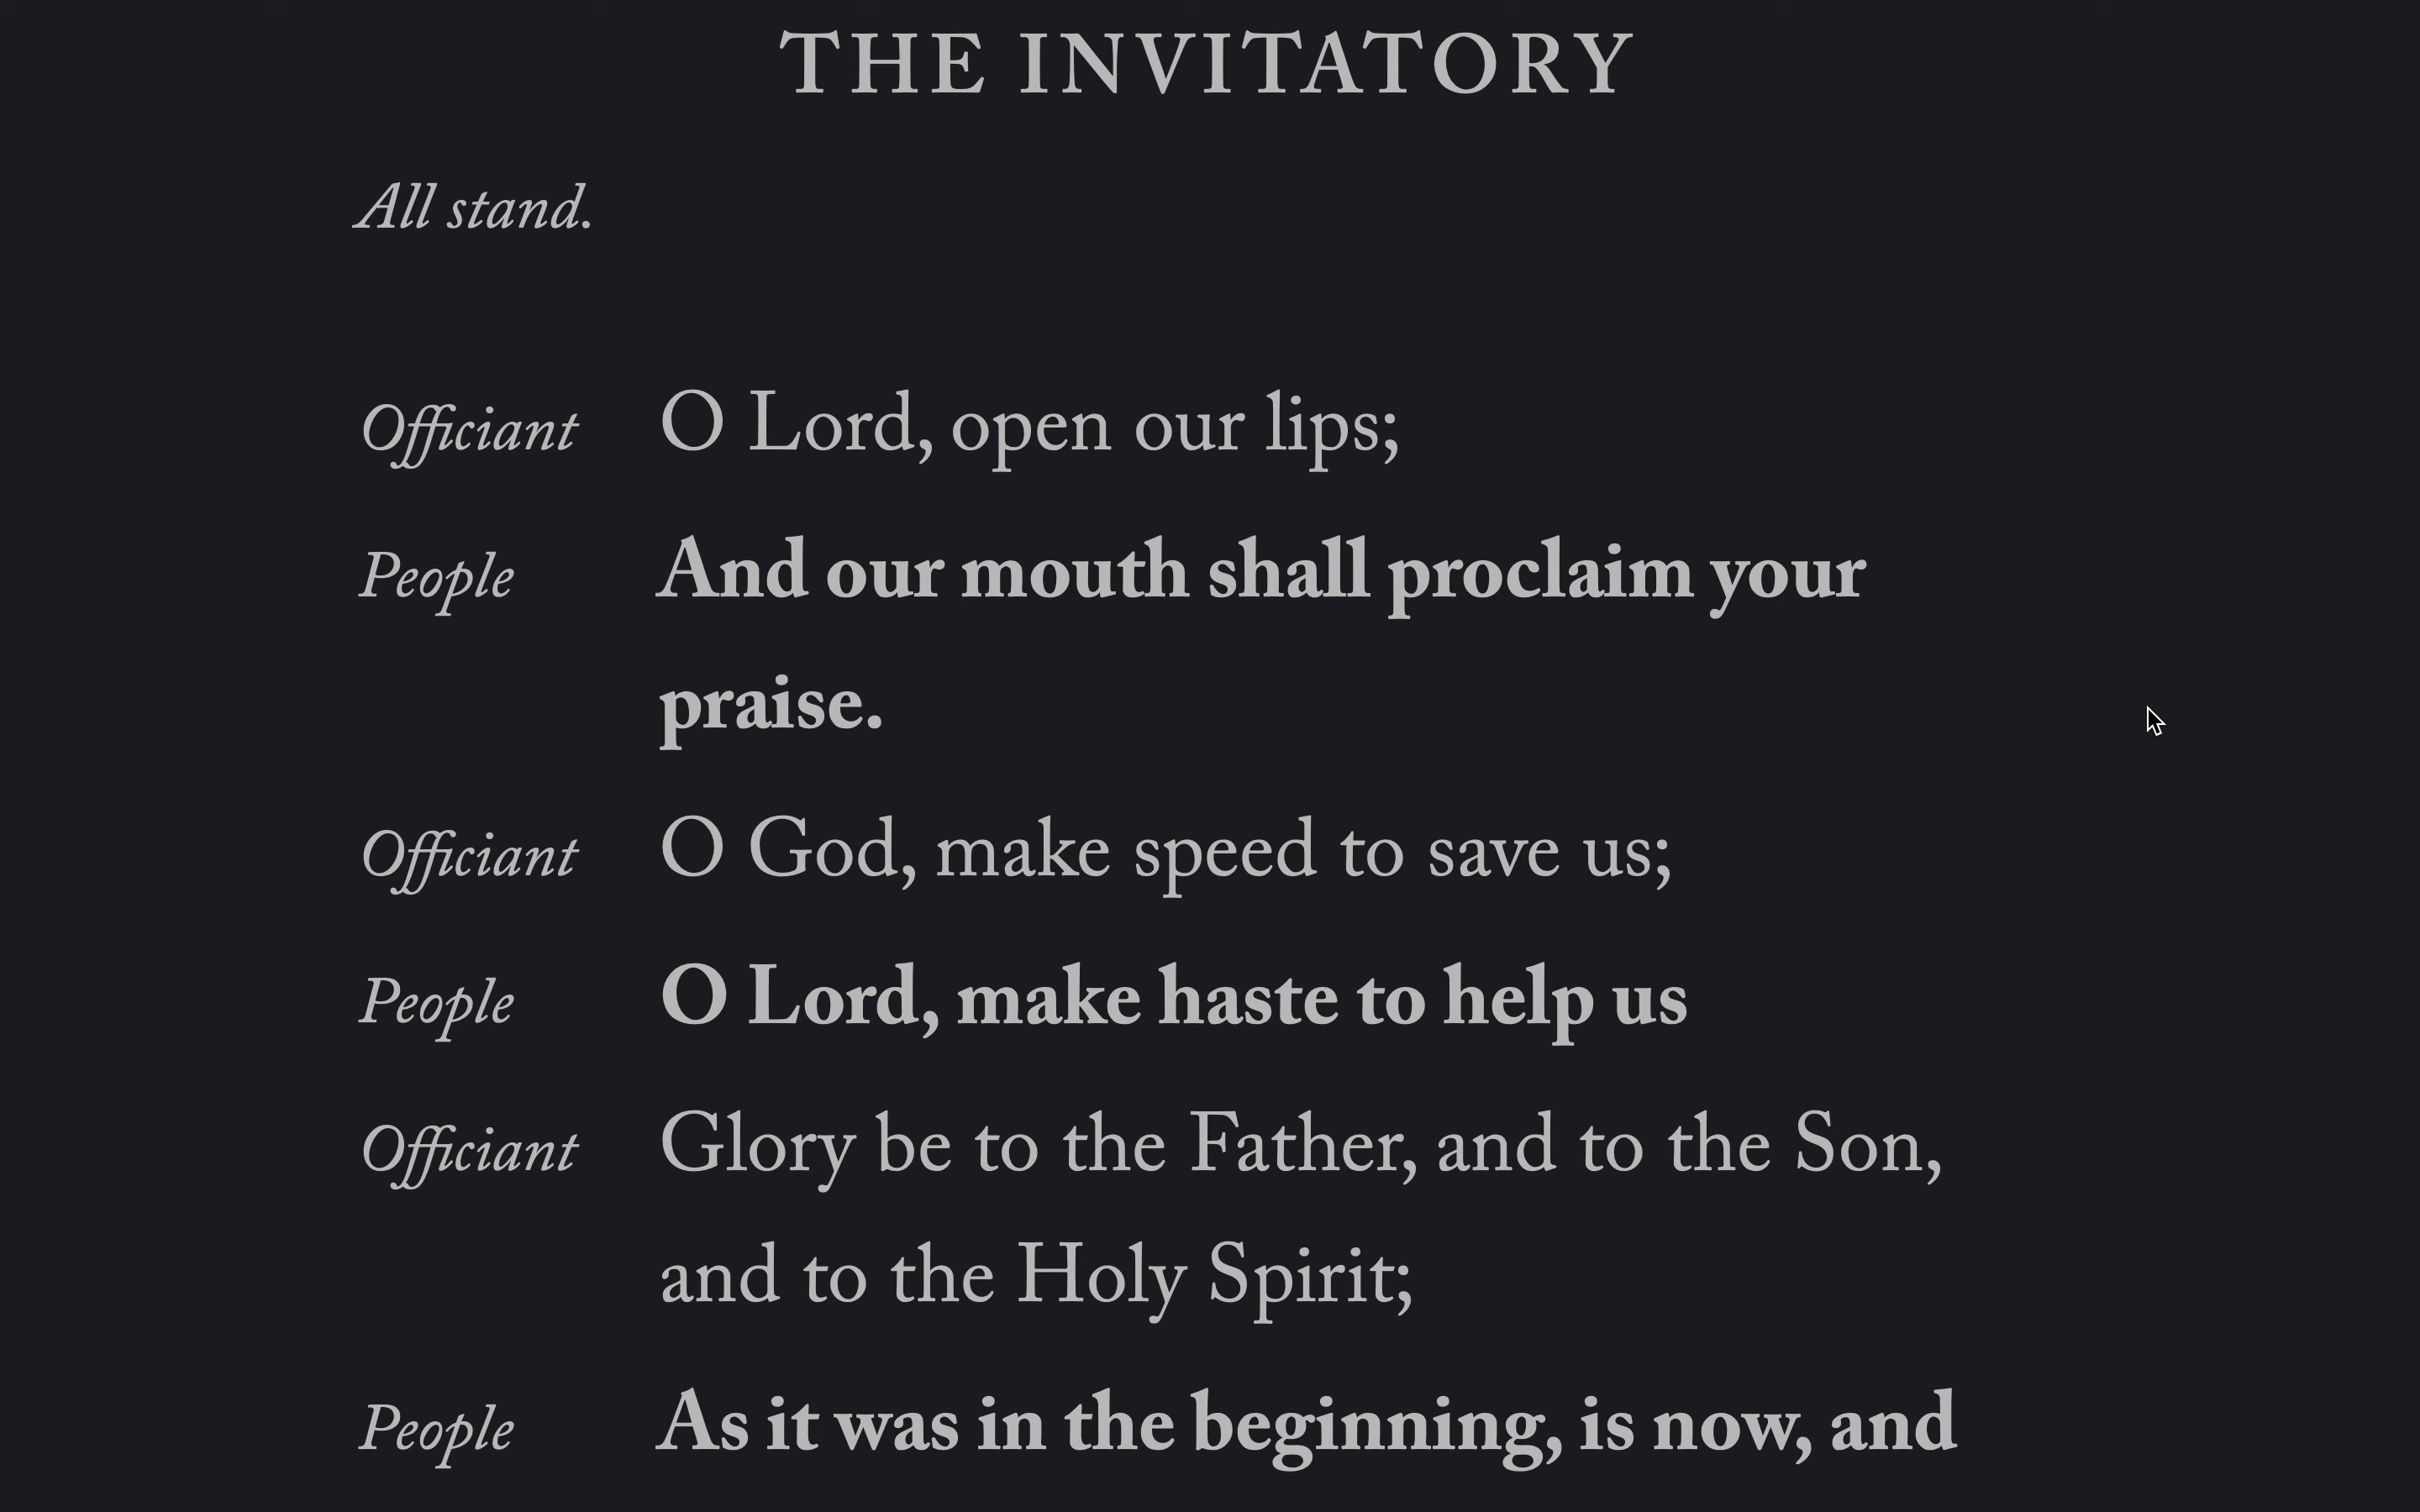 THE INVITATORY
All stand.
Officiant O Lord, open our lips;
People And our mouth shall proclaim your
praise.
Officiant O God, make speed to save us;
People O Lord, make haste to help us
Officiant Glory be to the Father, and to the Son,
and to the Holy Spirit;
People As it was in the beginning, is now, and